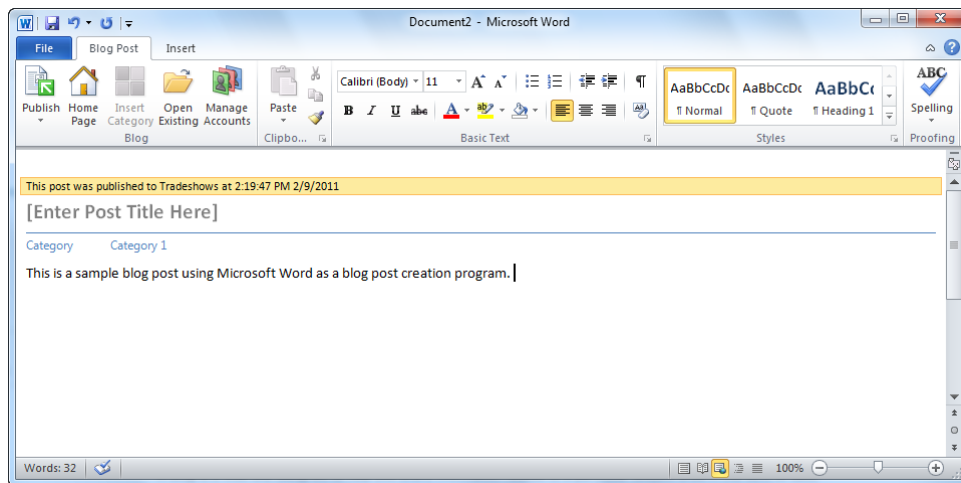 W Document2 - Microsoft Word
File Blog Post Insert
Publish Home Page Insert Category Open Existing Manage Accounts
Blog
Paste
Clipbo...
Calibri (Body) 11 A A ¶
B I U abe A ab A
Basic Text
AaBbCcDc AaBbCcDc AaBbCc
¶ Normal ¶ Quote ¶ Heading 1
Styles
ABC
Spelling
Proofing
This post was published to Tradeshows at 2:19:47 PM 2/9/2011
[Enter Post Title Here]
Category Category 1
This is a sample blog post using Microsoft Word as a blog post creation program.
Words: 32 100%